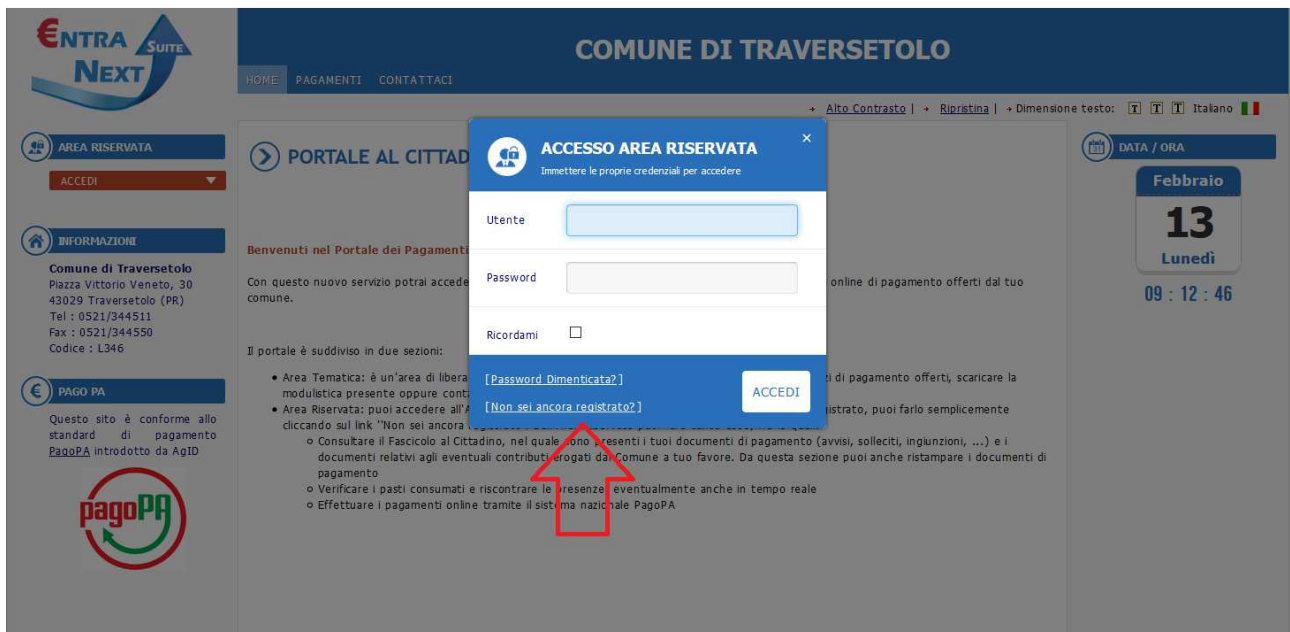 €NTRA SUITE
NEXT
COMUNE DI TRAVERSETOLO
HOME PAGAMENTI CONTATTACI
Alto Contrasto | Ripristina | Dimensione testo: T T T Italiano
AREA RISERVATA
ACCEDI
INFORMAZIONI
Comune di Traversetolo
Piazza Vittorio Veneto, 30
43029 Traversetolo (PR)
Tel : 0521/344511
Fax : 0521/344550
Codice : L346
€ PAGO PA
Questo sito è conforme allo
standard di pagamento
PagoPA introdotto da AgID
pagoPA
PORTALE AL CITTAD
Benvenuti nel Portale dei Pagamenti
Con questo nuovo servizio potrai accede online di pagamento offerti dal tuo
comune.
Il portale è suddiviso in due sezioni:
Area Tematica: è un'area di libera zi di pagamento offerti, scaricare la
modulistica presente oppure conta
Area Riservata: puoi accedere all'A istrato, puoi farlo semplicemente
cliccando sul link "Non sei ancora
Consultare il Fascicolo al Cittadino, nel quale sono presenti i tuoi documenti di pagamento (avvisi, solleciti, ingiunzioni, ...) e i
documenti relativi agli eventuali contributi erogati dal Comune a tuo favore. Da questa sezione puoi anche ristampare i documenti di
pagamento
Verificare i pasti consumati e riscontrare le presenze, eventualmente anche in tempo reale
Effettuare i pagamenti online tramite il sistema nazionale PagoPA
ACCESSO AREA RISERVATA ×
Immettere le proprie credenziali per accedere
Utente
Password
Ricordami
[Password Dimenticata?]
[Non sei ancora registrato?]
ACCEDI
DATA / ORA
Febbraio
13
Lunedì
09 : 12 : 46